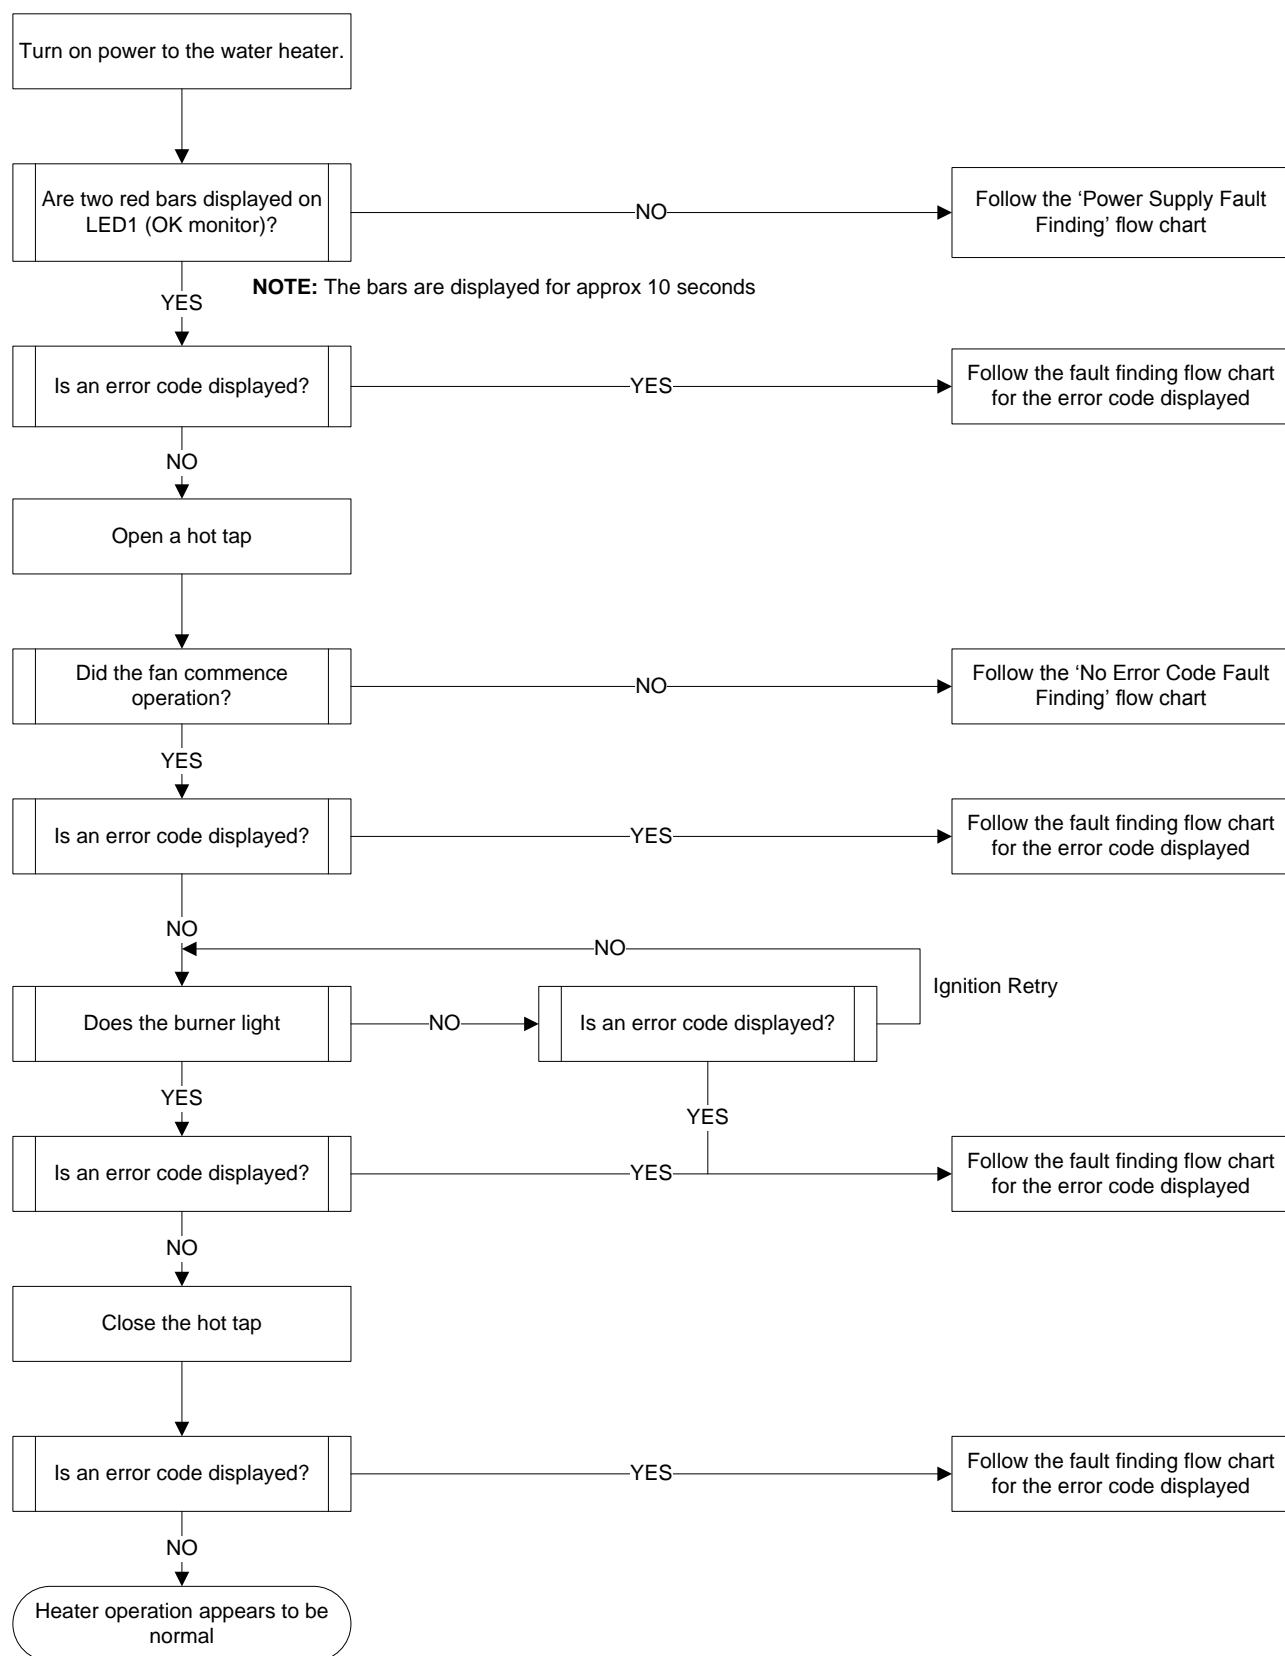 Turn on power to the water heater.
Are two red bars displayed on
LED1 (OK monitor)?
NO
Follow the ‘Power Supply Fault
Finding’ flow chart
NOTE: The bars are displayed for approx 10 seconds
YES
Is an error code displayed?
YES
Follow the fault finding flow chart
for the error code displayed
NO
Open a hot tap
Did the fan commence
operation?
NO
Follow the ‘No Error Code Fault
Finding’ flow chart
YES
Is an error code displayed?
YES
Follow the fault finding flow chart
for the error code displayed
NO
NO
Ignition Retry
Does the burner light
NO
Is an error code displayed?
YES
YES
Is an error code displayed?
YES
Follow the fault finding flow chart
for the error code displayed
NO
Close the hot tap
Is an error code displayed?
YES
Follow the fault finding flow chart
for the error code displayed
NO
Heater operation appears to be
normal